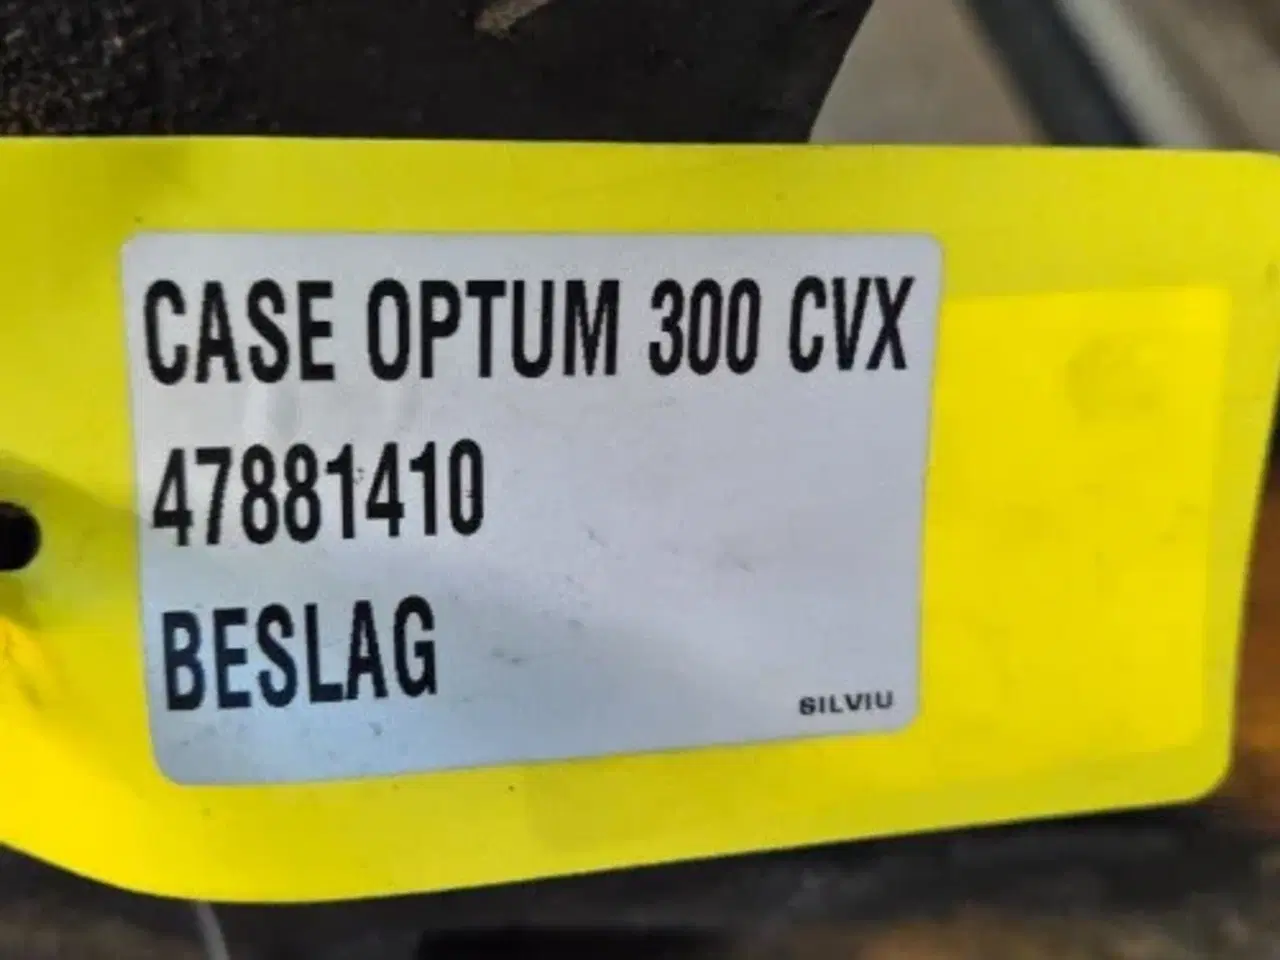 CASE OPTUM 300 CVX
47881410
BESLAG
SILVIU